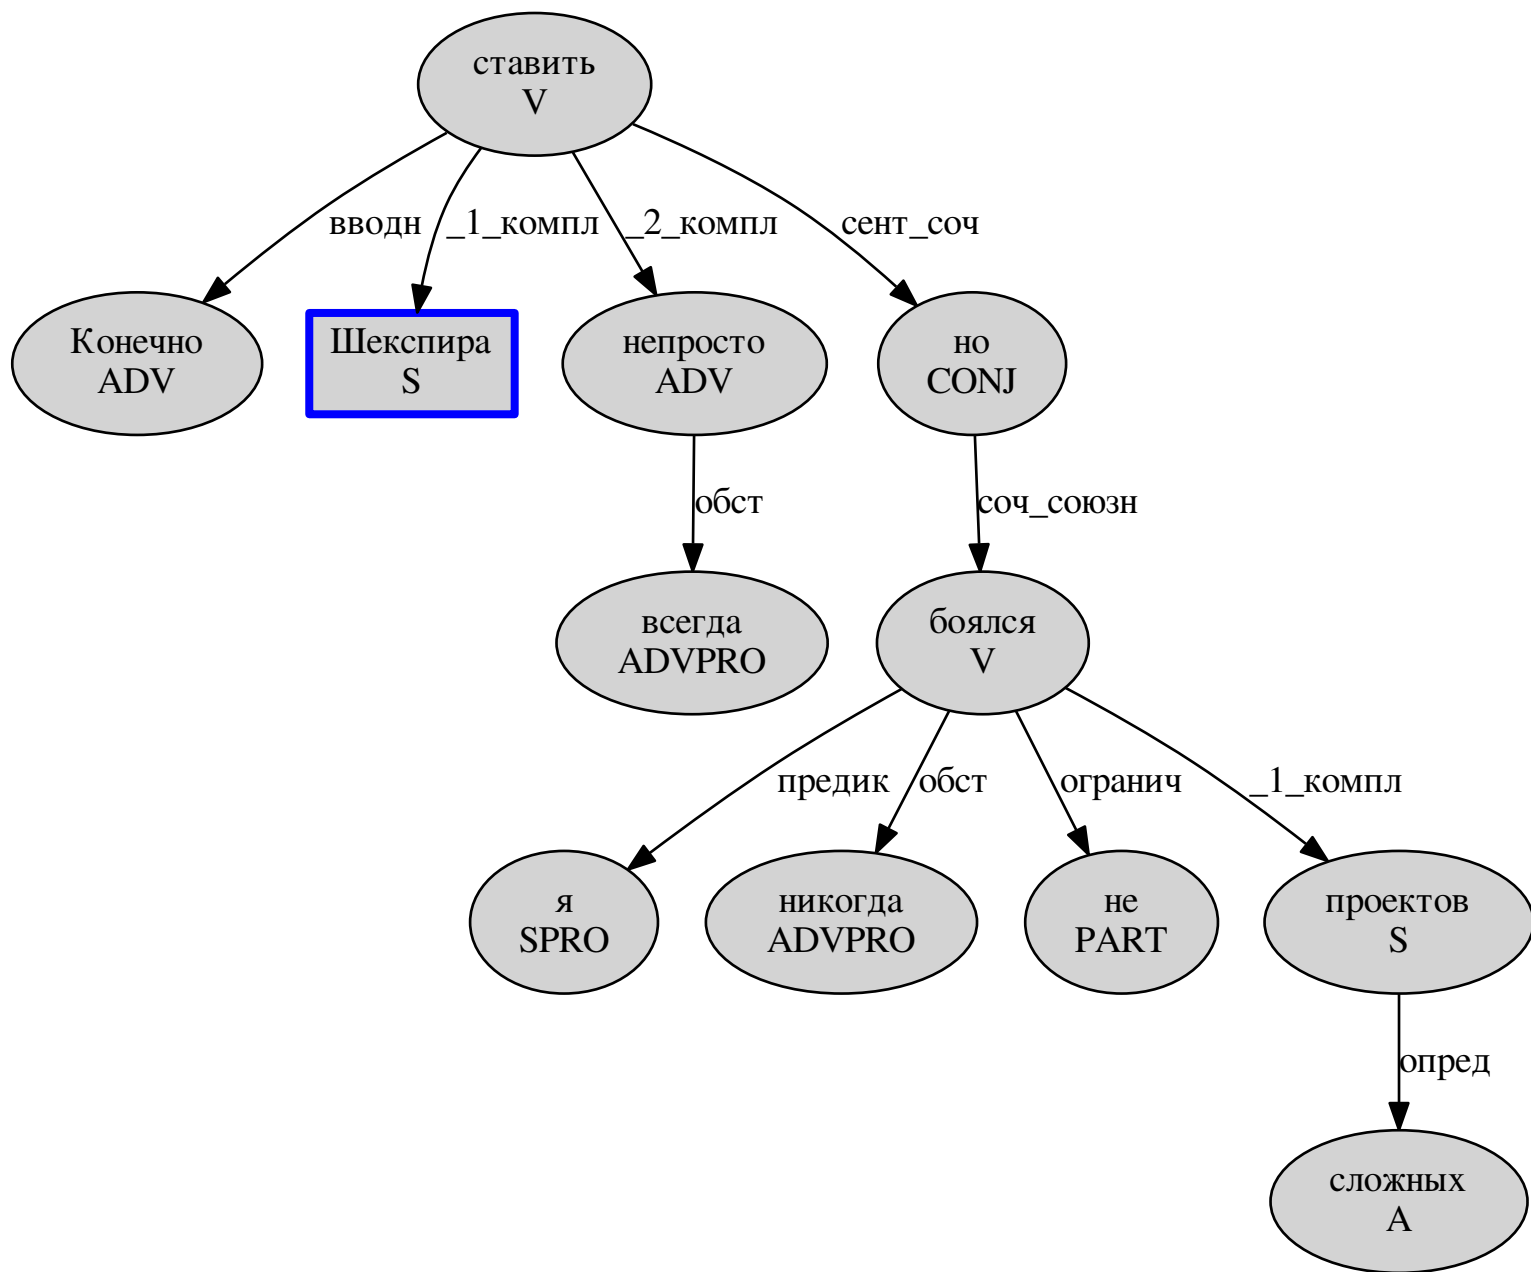 ставить
V
вводн
_1_компл
_2_компл
сент_соч
Конечно
ADV
Шекспира
S
непросто
ADV
но
CONJ
обст
соч_союзн
всегда
ADVPRO
боялся
V
предик
обст
огранич
_1_компл
я
SPRO
никогда
ADVPRO
не
PART
проектов
S
опред
сложных
A